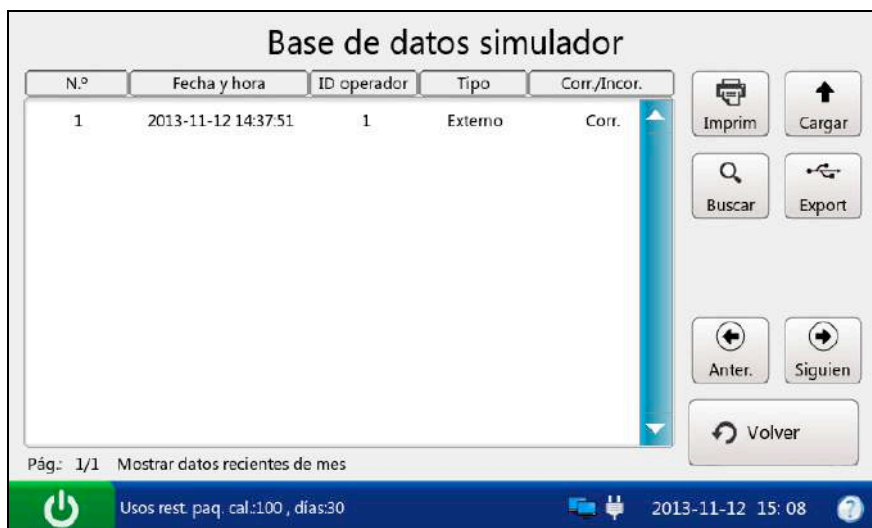 Base de datos simulador
N.º Fecha y hora ID operador Tipo Corr./Incor.
1 2013-11-12 14:37:51 1 Externo Corr.
Imprim Cargar
Buscar Export
Anter. Siguien
Volver
Pág.: 1/1 Mostrar datos recientes de mes
Usos rest. paq. cal.:100 , días:30 2013-11-12 15: 08 ?